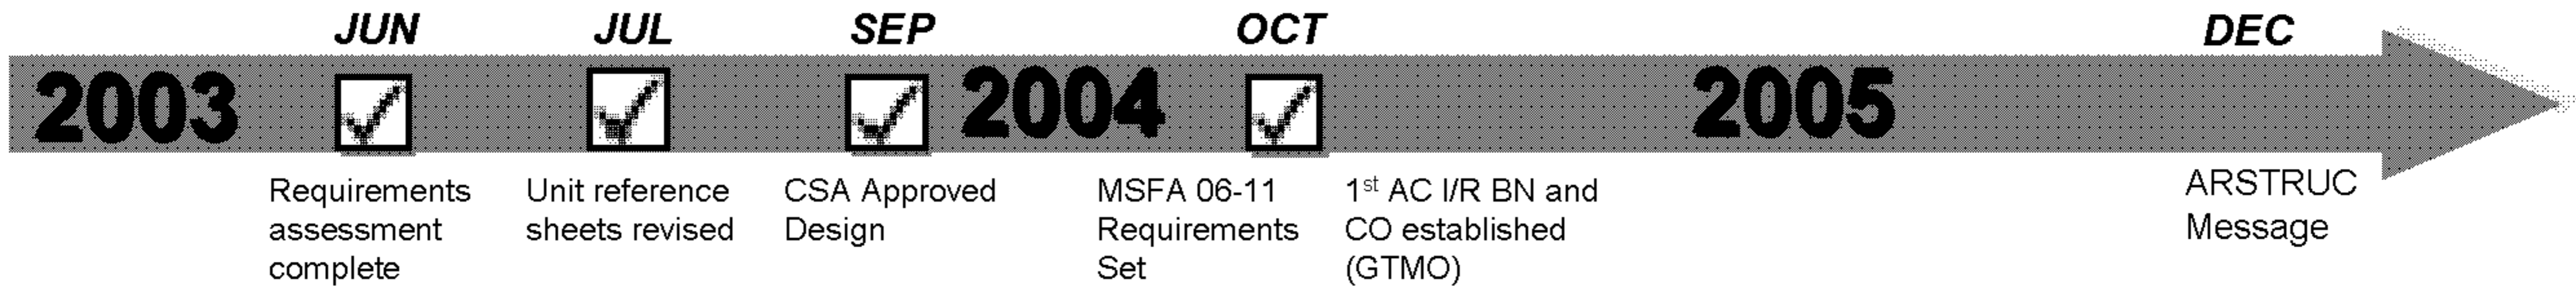 JUN JUL SEP OCT DEC
2003 2004 2005
Requirements
assessment
complete
Unit reference
sheets revised
CSA Approved
Design
MSFA 06-11
Requirements
Set
1st AC I/R BN and
CO established
(GTMO)
ARSTRUC
Message